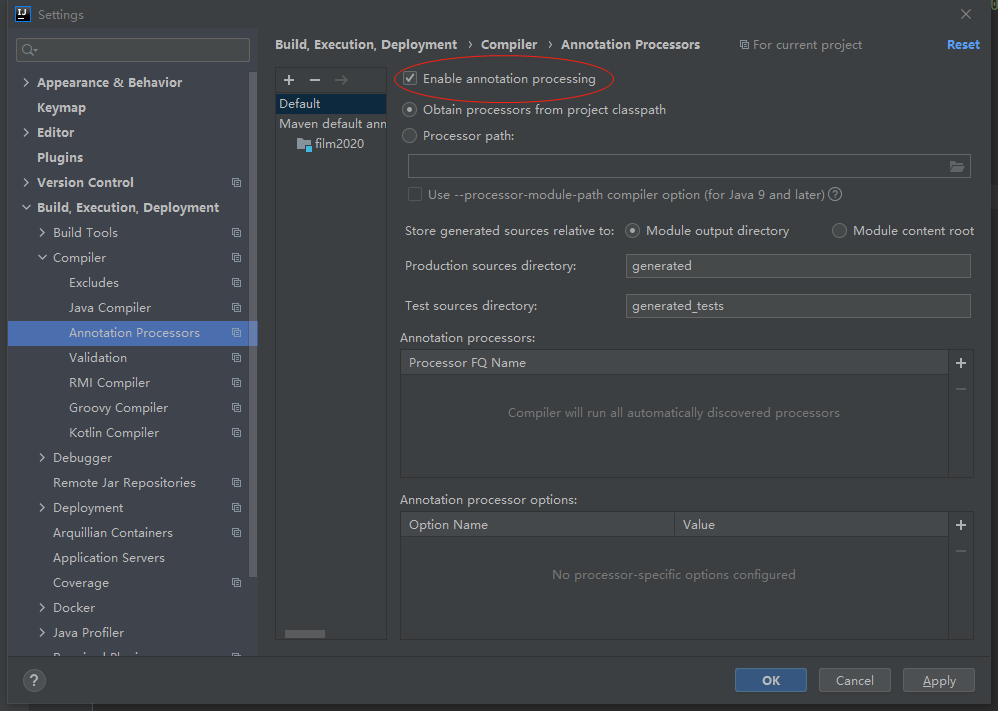 Settings
Appearance & Behavior
Keymap
Editor
Plugins
Version Control
Build, Execution, Deployment
Build Tools
Compiler
Excludes
Java Compiler
Annotation Processors
Validation
RMI Compiler
Groovy Compiler
Kotlin Compiler
Debugger
Remote Jar Repositories
Deployment
Arquillian Containers
Application Servers
Coverage
Docker
Java Profiler
Build, Execution, Deployment › Compiler › Annotation Processors
For current project
Reset
Default
Maven default ann
film2020
Enable annotation processing
Obtain processors from project classpath
Processor path:
Use --processor-module-path compiler option (for Java 9 and later) ?
Store generated sources relative to: Module output directory Module content root
Production sources directory: generated
Test sources directory: generated_tests
Annotation processors:
Processor FQ Name
Compiler will run all automatically discovered processors
Annotation processor options:
Option Name Value
No processor-specific options configured
? OK Cancel Apply